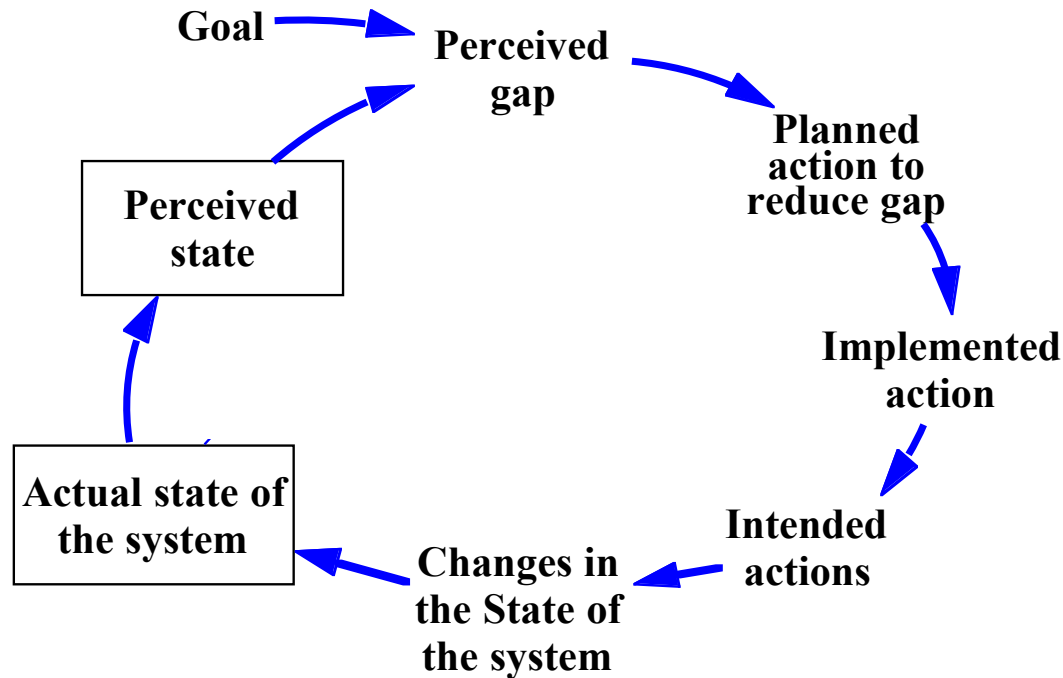 Goal
Perceived
gap
Planned
action to
reduce gap
Implemented
action
Intended
actions
Changes in
the State of
the system
Actual state of
the system
Perceived
state